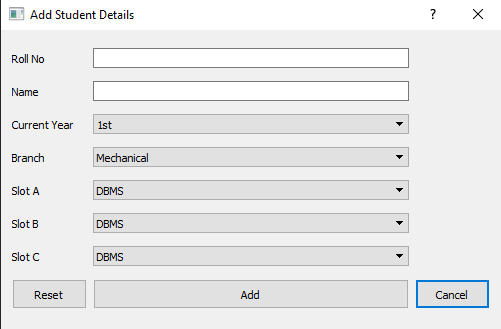 Add Student Details
Roll No
Name
Current Year 1st
Branch Mechanical
Slot A DBMS
Slot B DBMS
Slot C DBMS
Reset Add Cancel